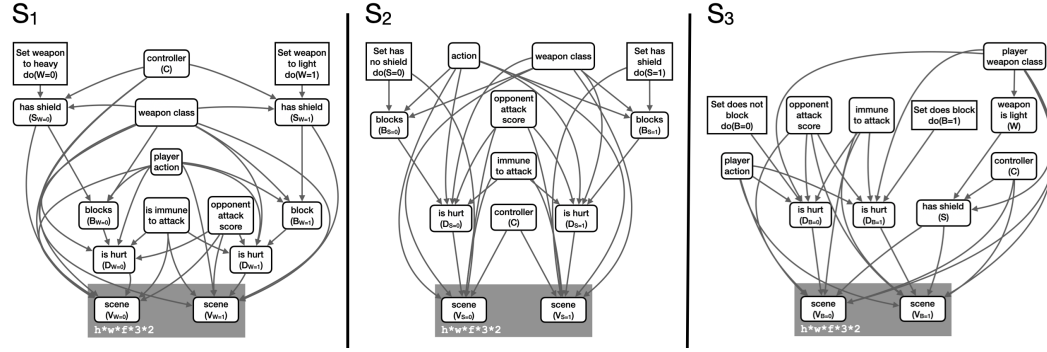 S1
Set weapon
to heavy
do(W=0)
controller
(C)
Set weapon
to light
do(W=1)
has shield
(SW=0)
weapon class
has shield
(SW=1)
player
action
blocks
(BW=0)
is immune
to attack
opponent
attack
score
block
(BW=1)
is hurt
(DW=0)
is hurt
(DW=1)
scene
(VW=0)
scene
(VW=1)
h*w*f*3*2
S2
Set has
no shield
do(S=0)
action
weapon class
Set has
shield
do(S=1)
opponent
attack
score
blocks
(BS=0)
blocks
(BS=1)
immune
to attack
is hurt
(DS=0)
controller
(C)
is hurt
(DS=1)
scene
(VS=0)
scene
(VS=1)
h*w*f*3*2
S3
player
weapon class
Set does not
block
do(B=0)
opponent
attack
score
immune
to attack
Set does block
do(B=1)
weapon
is light
(W)
player
action
controller
(C)
is hurt
(DB=0)
is hurt
(DB=1)
has shield
(S)
scene
(VB=0)
scene
(VB=1)
h*w*f*3*2